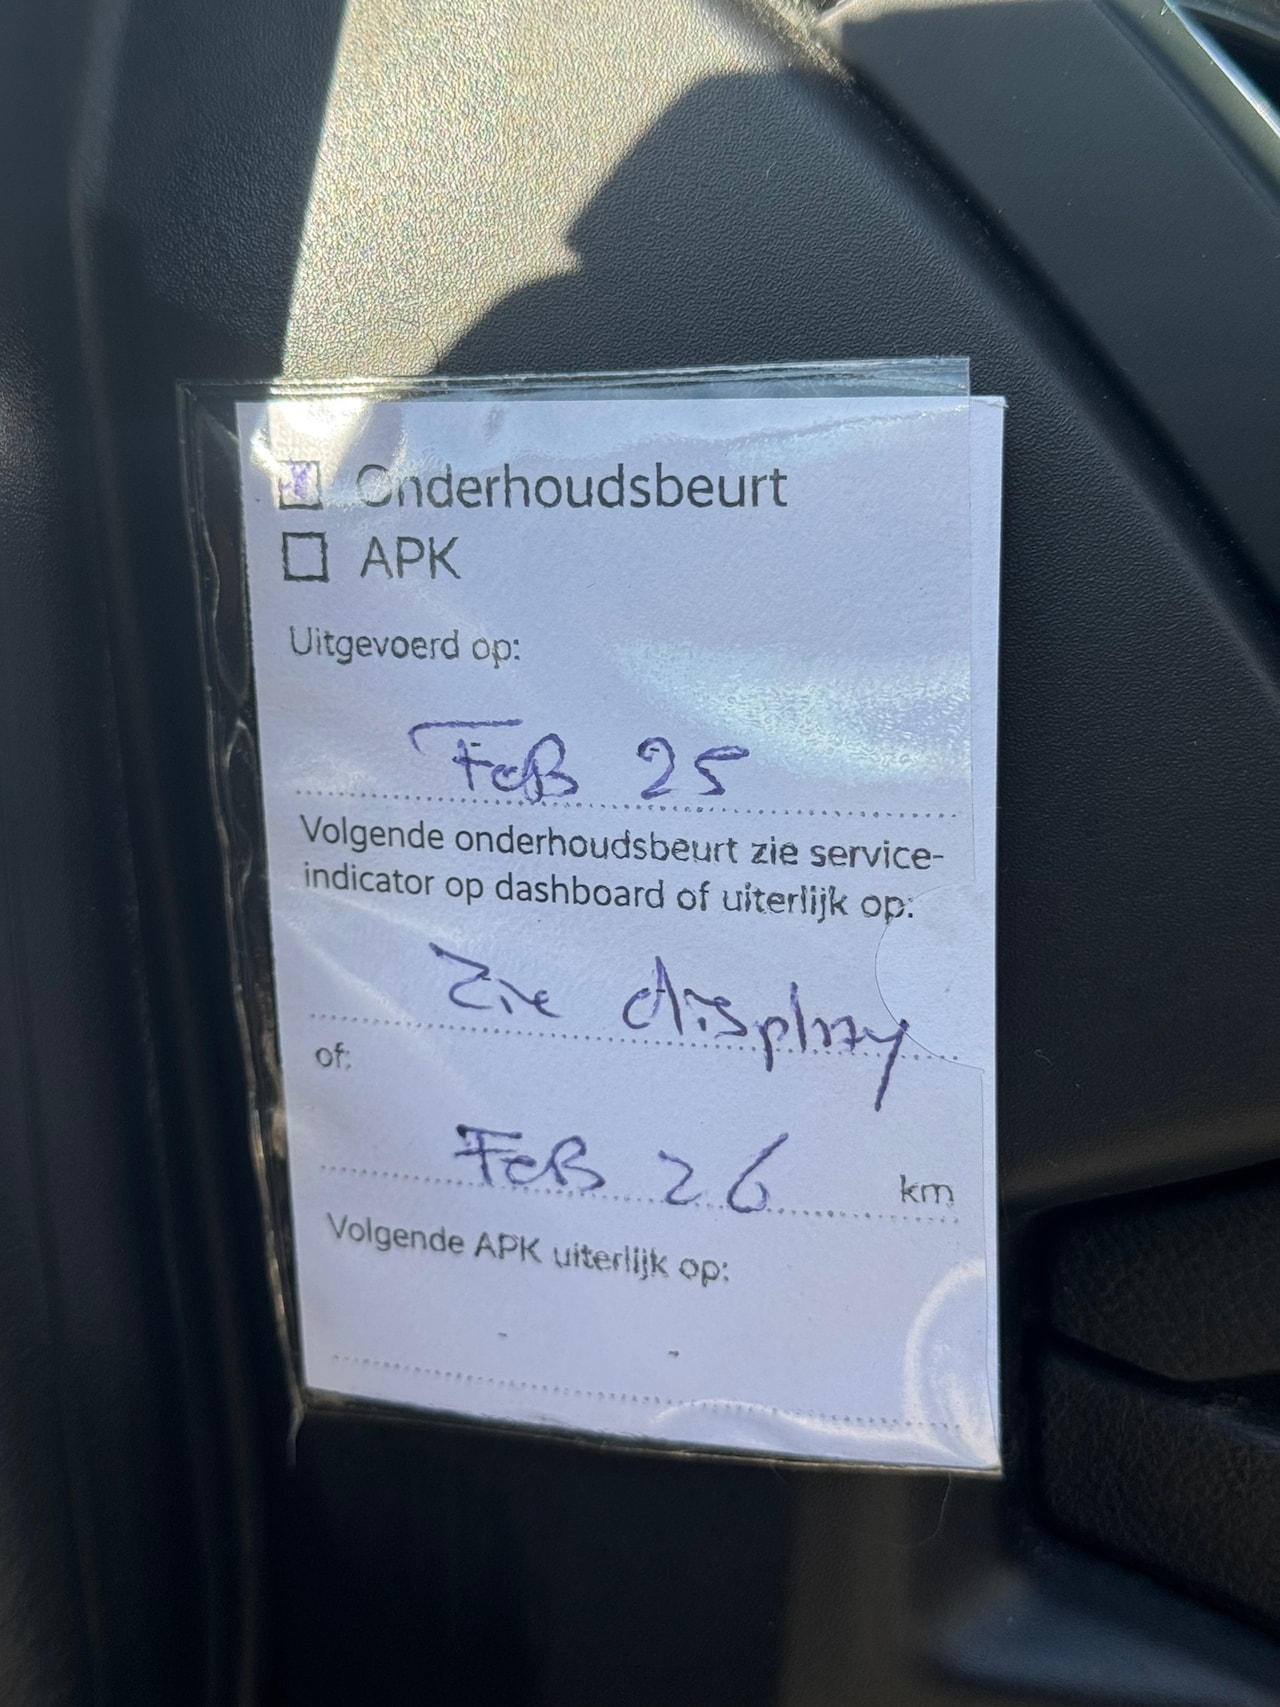 Onderhoudsbeurt
APK
Uitgevoerd op:
FeB 25
Volgende onderhoudsbeurt zie service-
indicator op dashboard of uiterlijk op:
Zie display
of:
FeB 26 km
Volgende APK uiterlijk op:
- -